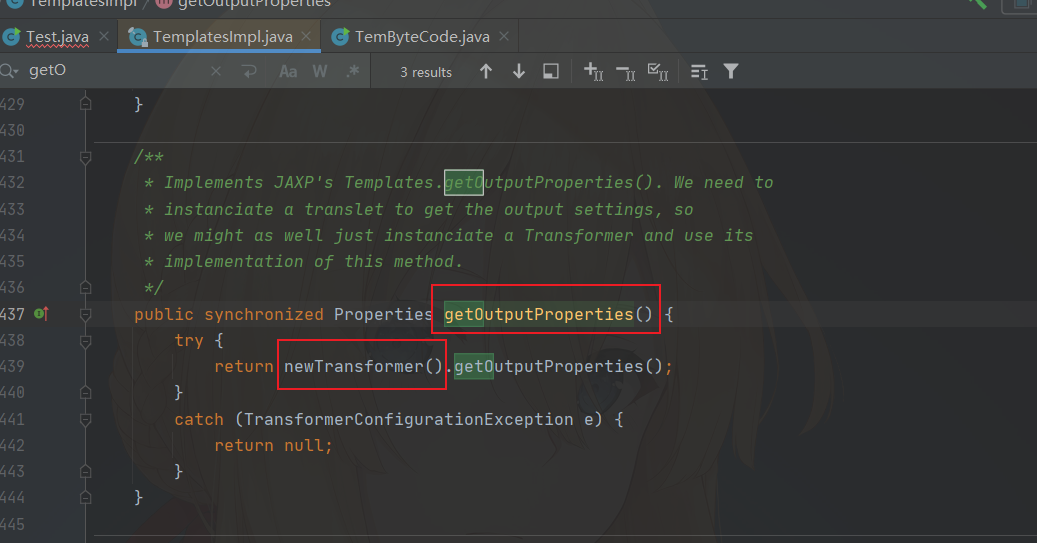 TemplatesImpl getOutputProperties
Test.java TemplatesImpl.java TemByteCode.java
getO Aa W .* 3 results
429 }
430
431 /**
432 * Implements JAXP's Templates.getOutputProperties(). We need to
433 * instanciate a translet to get the output settings, so
434 * we might as well just instanciate a Transformer and use its
435 * implementation of this method.
436 */
437 public synchronized Properties getOutputProperties() {
438 try {
439 return newTransformer().getOutputProperties();
440 }
441 catch (TransformerConfigurationException e) {
442 return null;
443 }
444 }
445